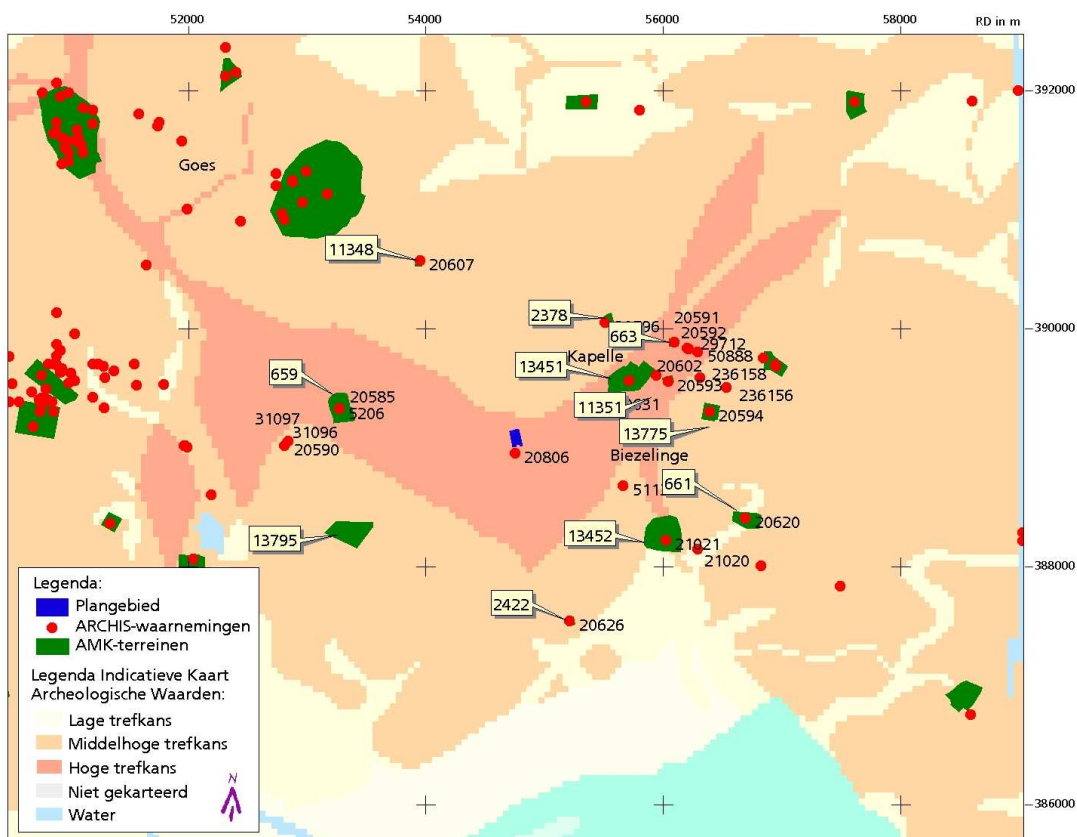 52000 54000 56000 58000 RD in m
392000
Goes
11348
20607
2378
20591
663
20592
390000
29712
Kapelle
50888
13451
20602
236158
659
20593
236156
20585
11351
5206
20594
31097
13775
31096
20590
20806
Biezelinge
661
20620
13795
13452
21021
21020
388000
2422
20626
Legenda:
Plangebied
ARCHIS-waarnemingen
AMK-terreinen
Legenda Indicatieve Kaart
Archeologische Waarden:
Lage trefkans
Middelhoge trefkans
Hoge trefkans
Niet gekarteerd
Water
N
386000